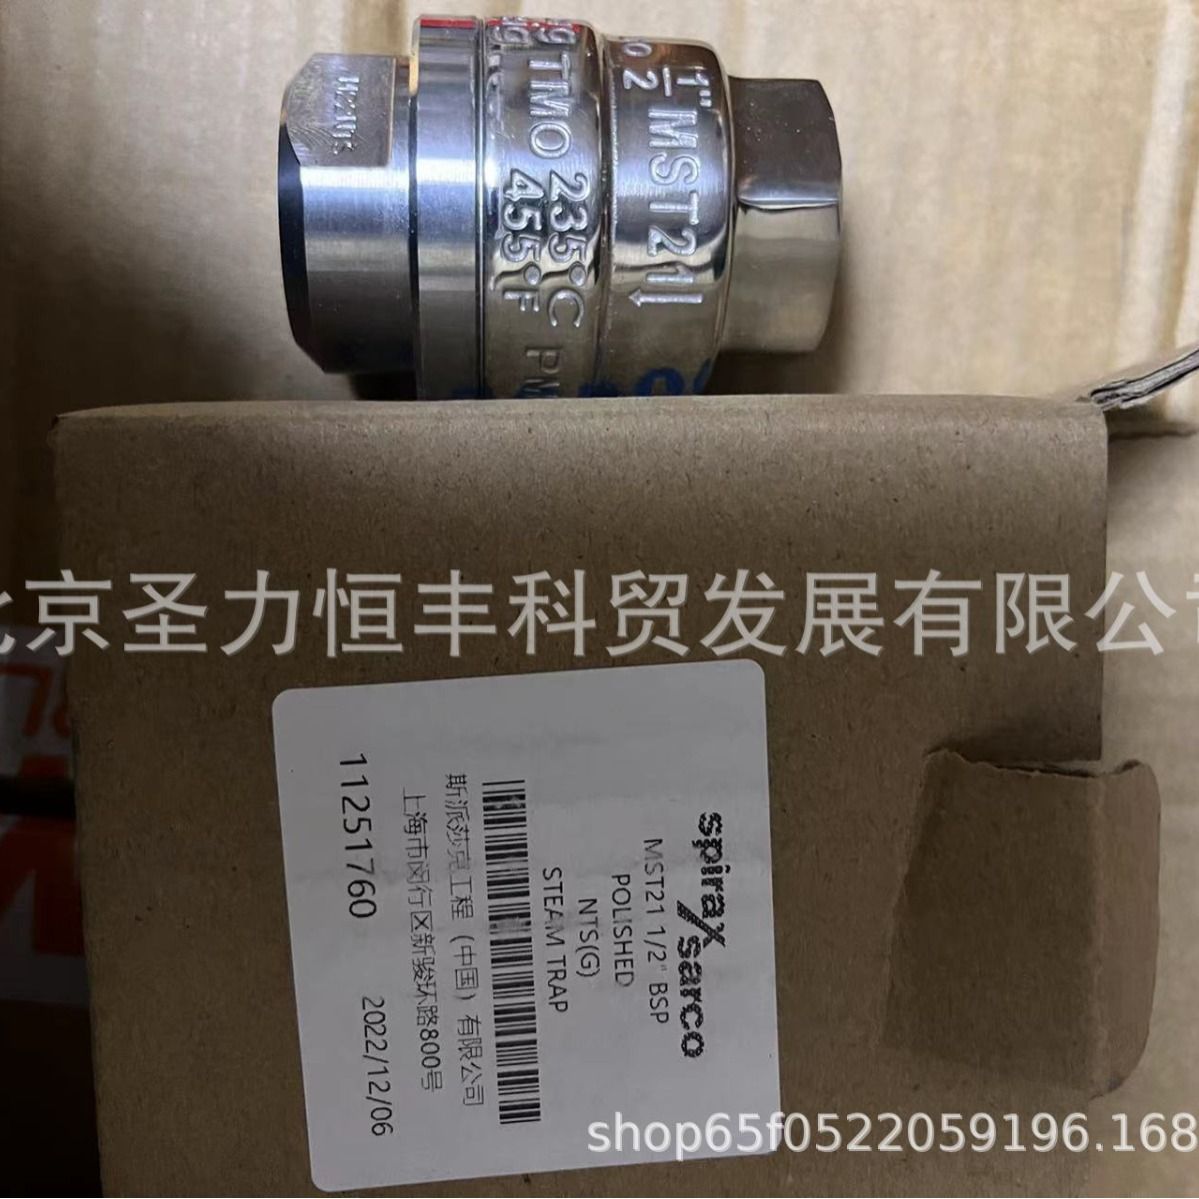 1"
2
MST21
TMO 235°C
455°F
PM
北京圣力恒丰科贸发展有限公司
spirax
sarco
MST21 1/2" BSP
POLISHED
NTS(G)
STEAM TRAP
斯派莎克工程（中国）有限公司
上海市闵行区新骏环路800号
11251760 2022/12/06
shop65f0522059196.168